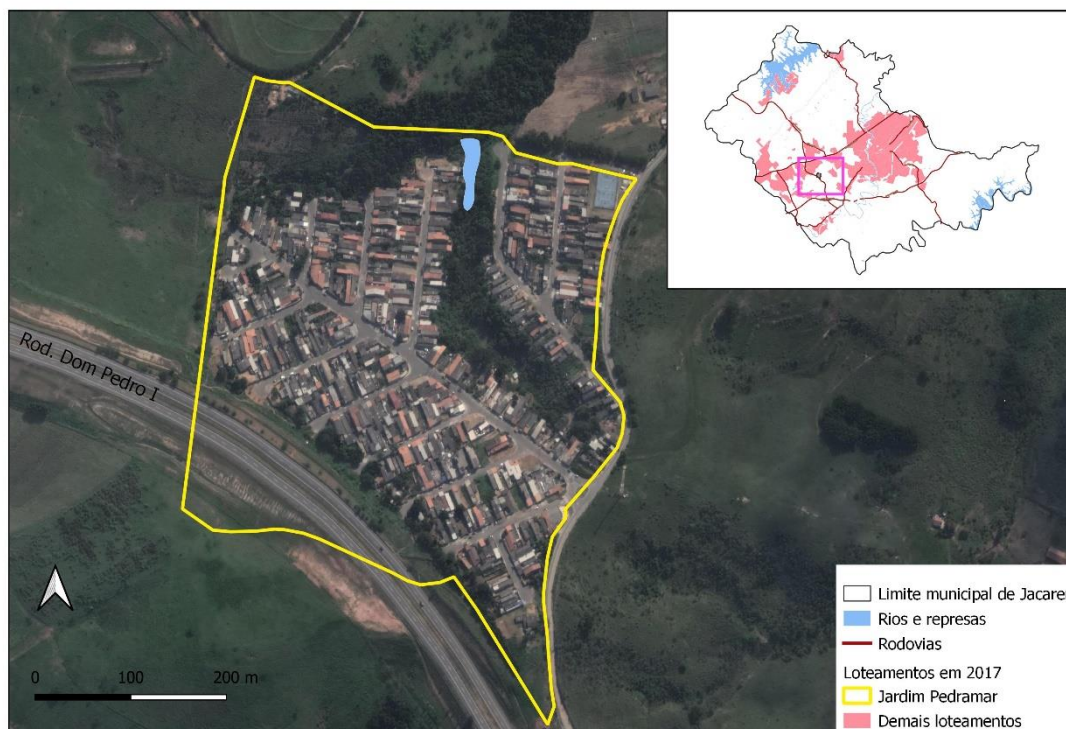 Rod. Dom Pedro I
0 100 200 m
Limite municipal de Jacareí
Rios e represas
Rodovias
Loteamentos em 2017
Jardim Pedramar
Demais loteamentos